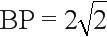 BP = 2√2